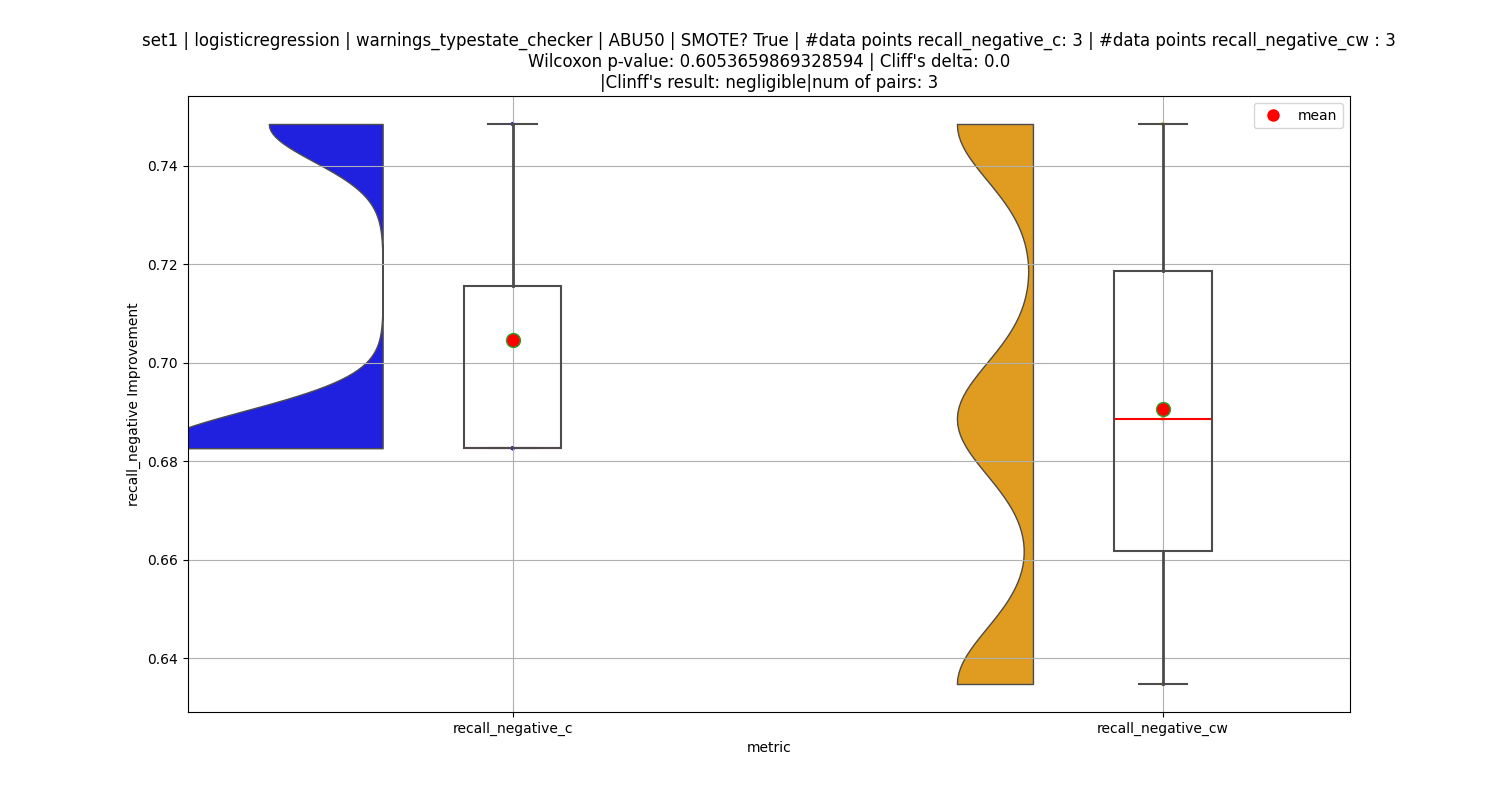 set1 | logisticregression | warnings_typestate_checker | ABU50 | SMOTE? True | #data points recall_negative_c: 3 | #data points recall_negative_cw : 3
Wilcoxon p-value: 0.6053659869328594 | Cliff's delta: 0.0
|Clinff's result: negligible|num of pairs: 3
mean
0.74
0.72
0.70
0.68
0.66
0.64
recall_negative Improvement
recall_negative_c
recall_negative_cw
metric